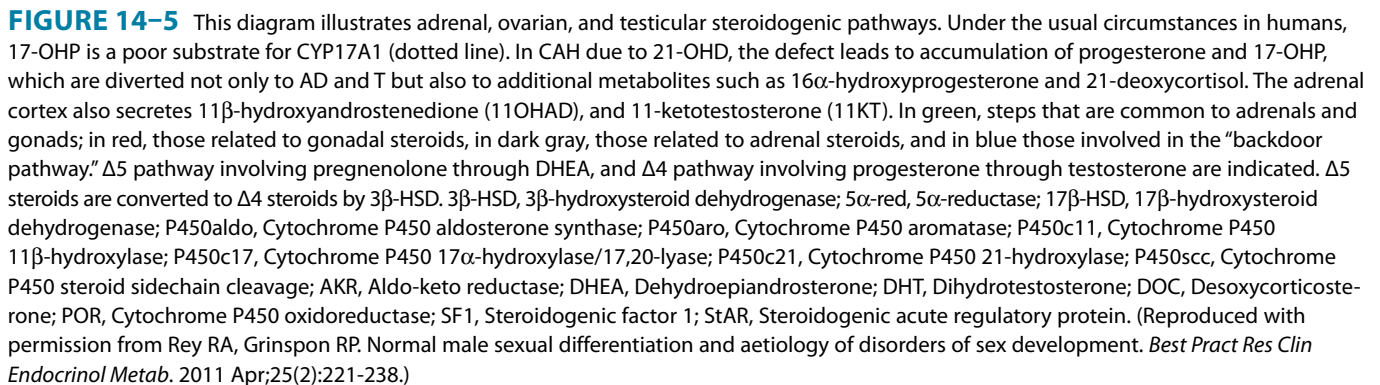 FIGURE 14–5 This diagram illustrates adrenal, ovarian, and testicular steroidogenic pathways. Under the usual circumstances in humans,
17-OHP is a poor substrate for CYP17A1 (dotted line). In CAH due to 21-OHD, the defect leads to accumulation of progesterone and 17-OHP,
which are diverted not only to AD and T but also to additional metabolites such as 16α-hydroxyprogesterone and 21-deoxycortisol. The adrenal
cortex also secretes 11β-hydroxyandrostenedione (11OHAD), and 11-ketotestosterone (11KT). In green, steps that are common to adrenals and
gonads; in red, those related to gonadal steroids, in dark gray, those related to adrenal steroids, and in blue those involved in the “backdoor
pathway.” Δ5 pathway involving pregnenolone through DHEA, and Δ4 pathway involving progesterone through testosterone are indicated. Δ5
steroids are converted to Δ4 steroids by 3β-HSD. 3β-HSD, 3β-hydroxysteroid dehydrogenase; 5α-red, 5α-reductase; 17β-HSD, 17β-hydroxysteroid
dehydrogenase; P450aldo, Cytochrome P450 aldosterone synthase; P450aro, Cytochrome P450 aromatase; P450c11, Cytochrome P450
11β-hydroxylase; P450c17, Cytochrome P450 17α-hydroxylase/17,20-lyase; P450c21, Cytochrome P450 21-hydroxylase; P450scc, Cytochrome
P450 steroid sidechain cleavage; AKR, Aldo-keto reductase; DHEA, Dehydroepiandrosterone; DHT, Dihydrotestosterone; DOC, Desoxycorticoste-
rone; POR, Cytochrome P450 oxidoreductase; SF1, Steroidogenic factor 1; StAR, Steroidogenic acute regulatory protein. (Reproduced with
permission from Rey RA, Grinspon RP. Normal male sexual differentiation and aetiology of disorders of sex development. Best Pract Res Clin
Endocrinol Metab. 2011 Apr;25(2):221-238.)